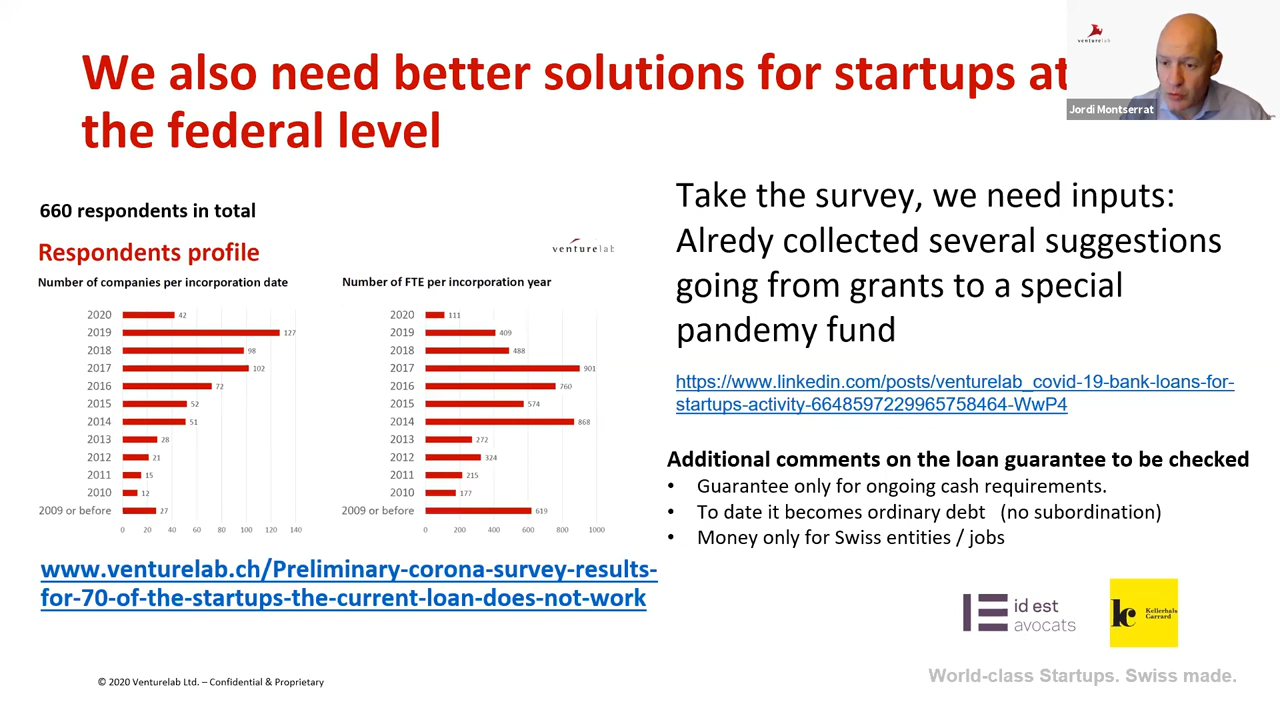 We also need better solutions for startups at
the federal level
venturelab
Jordi Montserrat
660 respondents in total
Respondents profile
venturelab
Number of companies per incorporation date
2020 42
2019 127
2018 98
2017 102
2016 72
2015 52
2014 51
2013 28
2012 21
2011 15
2010 12
2009 or before 27
0 20 40 60 80 100 120 140
Number of FTE per incorporation year
2020 111
2019 409
2018 488
2017 901
2016 760
2015 574
2014 868
2013 272
2012 324
2011 215
2010 177
2009 or before 619
0 200 400 600 800 1000
www.venturelab.ch/Preliminary-corona-survey-results-
for-70-of-the-startups-the-current-loan-does-not-work
Take the survey, we need inputs:
Alredy collected several suggestions
going from grants to a special
pandemy fund
https://www.linkedin.com/posts/venturelab_covid-19-bank-loans-for-
startups-activity-6648597229965758464-WwP4
Additional comments on the loan guarantee to be checked
• Guarantee only for ongoing cash requirements.
• To date it becomes ordinary debt (no subordination)
• Money only for Swiss entities / jobs
id est
avocats
kc
Kellerhals
Carrard
© 2020 Venturelab Ltd. – Confidential & Proprietary
World-class Startups. Swiss made.